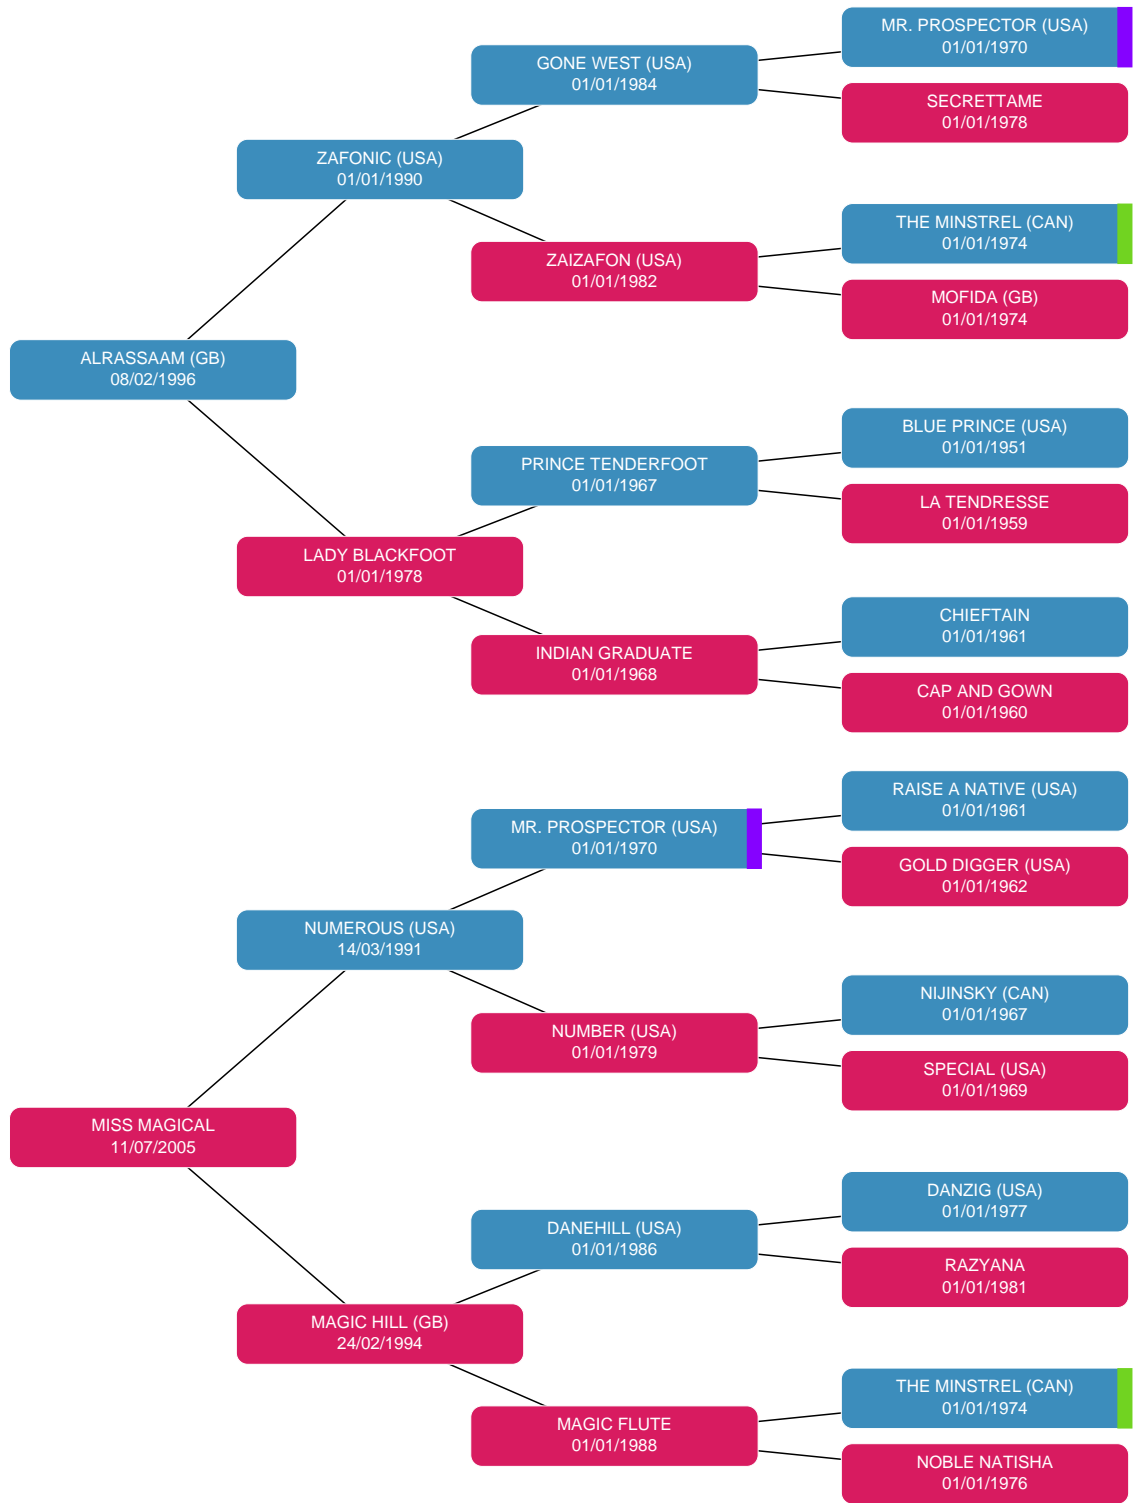 MR. PROSPECTOR (USA)
01/01/1970
GONE WEST (USA)
01/01/1984
SECRETTAME
01/01/1978
ZAFONIC (USA)
01/01/1990
THE MINSTREL (CAN)
01/01/1974
ZAIZAFON (USA)
01/01/1982
MOFIDA (GB)
01/01/1974
ALRASSAAM (GB)
08/02/1996
BLUE PRINCE (USA)
01/01/1951
PRINCE TENDERFOOT
01/01/1967
LA TENDRESSE
01/01/1959
LADY BLACKFOOT
01/01/1978
CHIEFTAIN
01/01/1961
INDIAN GRADUATE
01/01/1968
CAP AND GOWN
01/01/1960
RAISE A NATIVE (USA)
01/01/1961
MR. PROSPECTOR (USA)
01/01/1970
GOLD DIGGER (USA)
01/01/1962
NUMEROUS (USA)
14/03/1991
NIJINSKY (CAN)
01/01/1967
NUMBER (USA)
01/01/1979
SPECIAL (USA)
01/01/1969
MISS MAGICAL
11/07/2005
DANZIG (USA)
01/01/1977
DANEHILL (USA)
01/01/1986
RAZYANA
01/01/1981
MAGIC HILL (GB)
24/02/1994
THE MINSTREL (CAN)
01/01/1974
MAGIC FLUTE
01/01/1988
NOBLE NATISHA
01/01/1976